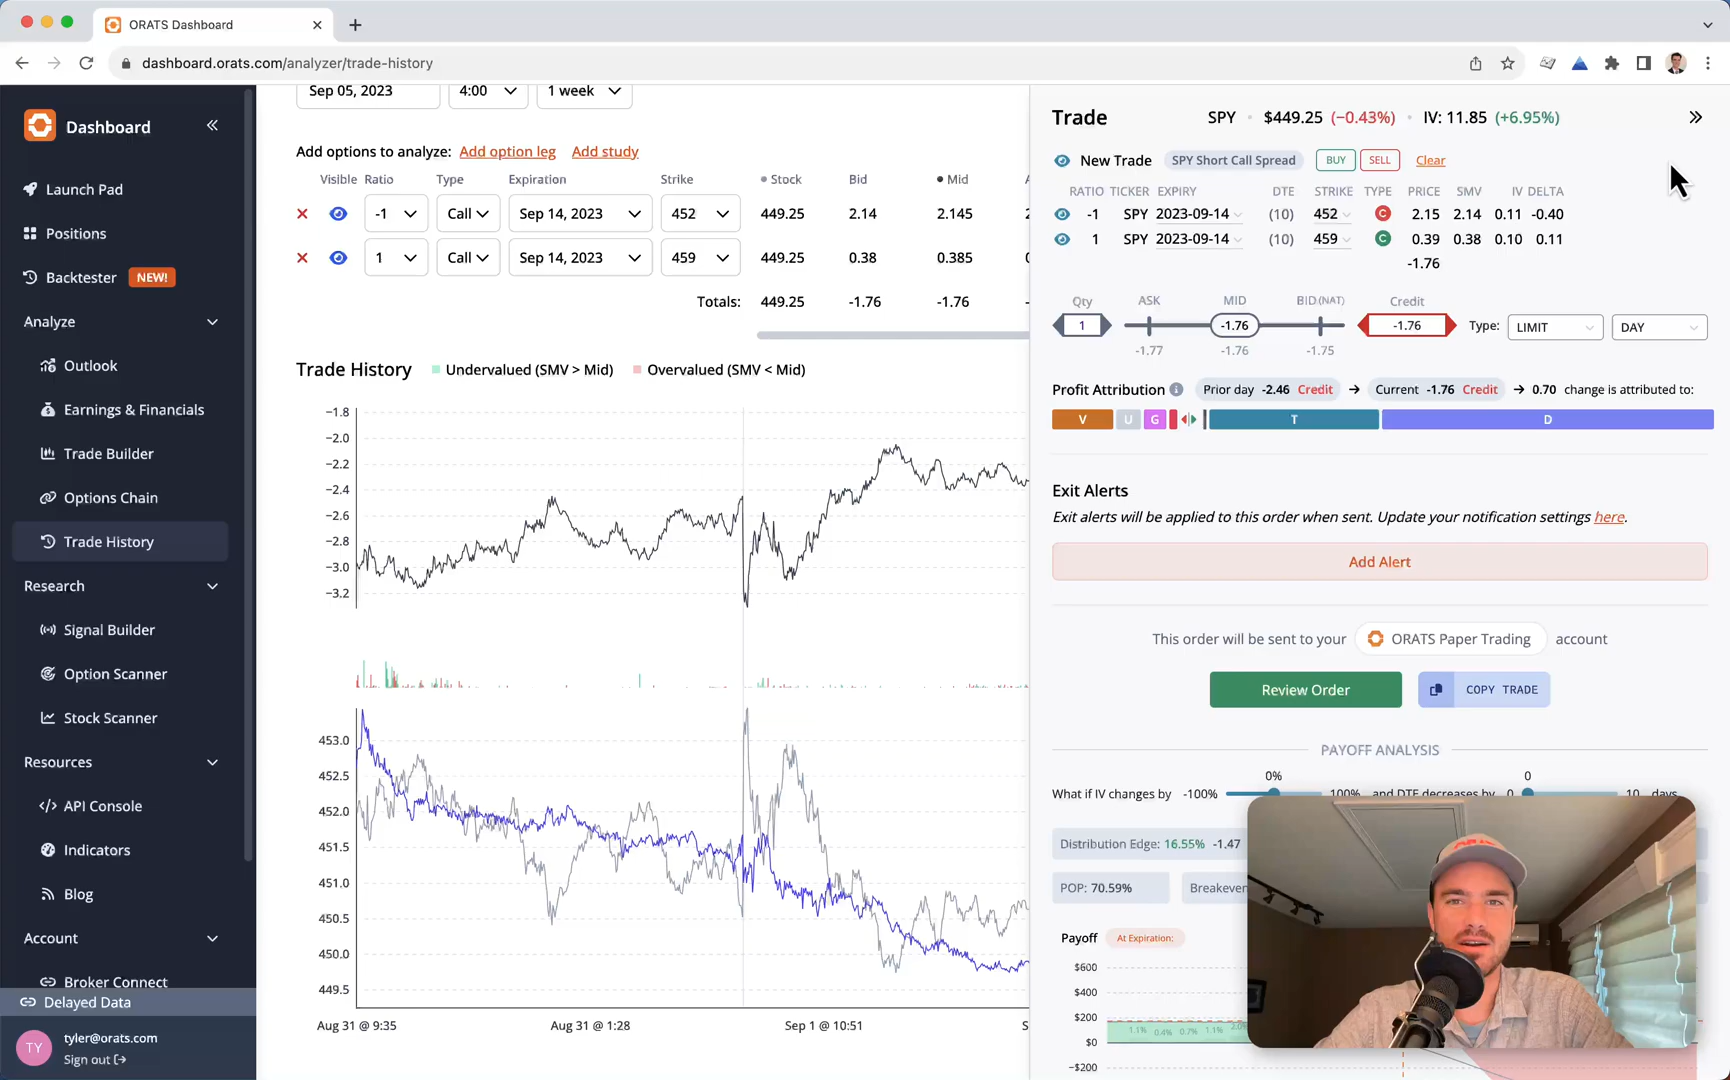 ORATS Dashboard
dashboard.orats.com/analyzer/trade-history
Dashboard
Launch Pad
Positions
Backtester NEW!
Analyze
Outlook
Earnings & Financials
Trade Builder
Options Chain
Trade History
Research
Signal Builder
Option Scanner
Stock Scanner
Resources
API Console
Indicators
Blog
Account
Broker Connect
Delayed Data
TY
tyler@orats.com
Sign out
Sep 05, 2023 4:00 1 week
Add options to analyze: Add option leg Add study
Visible Ratio Type Expiration Strike Stock Bid Mid
-1 Call Sep 14, 2023 452 449.25 2.14 2.145
1 Call Sep 14, 2023 459 449.25 0.38 0.385
Totals: 449.25 -1.76 -1.76
Trade History Undervalued (SMV > Mid) Overvalued (SMV < Mid)
−1.8
−2.0
−2.2
−2.4
−2.6
−2.8
−3.0
−3.2
453.0
452.5
452.0
451.5
451.0
450.5
450.0
449.5
Aug 31 @ 9:35 Aug 31 @ 1:28 Sep 1 @ 10:51 S
Trade SPY • $449.25 (−0.43%) • IV: 11.85 (+6.95%)
New Trade SPY Short Call Spread BUY SELL Clear
RATIO TICKER EXPIRY DTE STRIKE TYPE PRICE SMV IV DELTA
-1 SPY 2023-09-14 (10) 452 C 2.15 2.14 0.11 -0.40
1 SPY 2023-09-14 (10) 459 C 0.39 0.38 0.10 0.11
-1.76
Qty ASK MID BID (NAT) Credit
1 -1.76 -1.76 Type: LIMIT DAY
-1.77 -1.76 -1.75
Profit Attribution Prior day -2.46 Credit → Current -1.76 Credit → 0.70 change is attributed to:
V U G T D
Exit Alerts
Exit alerts will be applied to this order when sent. Update your notification settings here.
Add Alert
This order will be sent to your ORATS Paper Trading account
Review Order COPY TRADE
PAYOFF ANALYSIS
0% 0
What if IV changes by -100% 100% and DTE decreases by 0 10 days
Distribution Edge: 16.55% -1.47
POP: 70.59% Breakeven
Payoff At Expiration:
$600
$400
$200
1.1% 0.4% 0.7% 1.1% 2.0%
$0
−$200